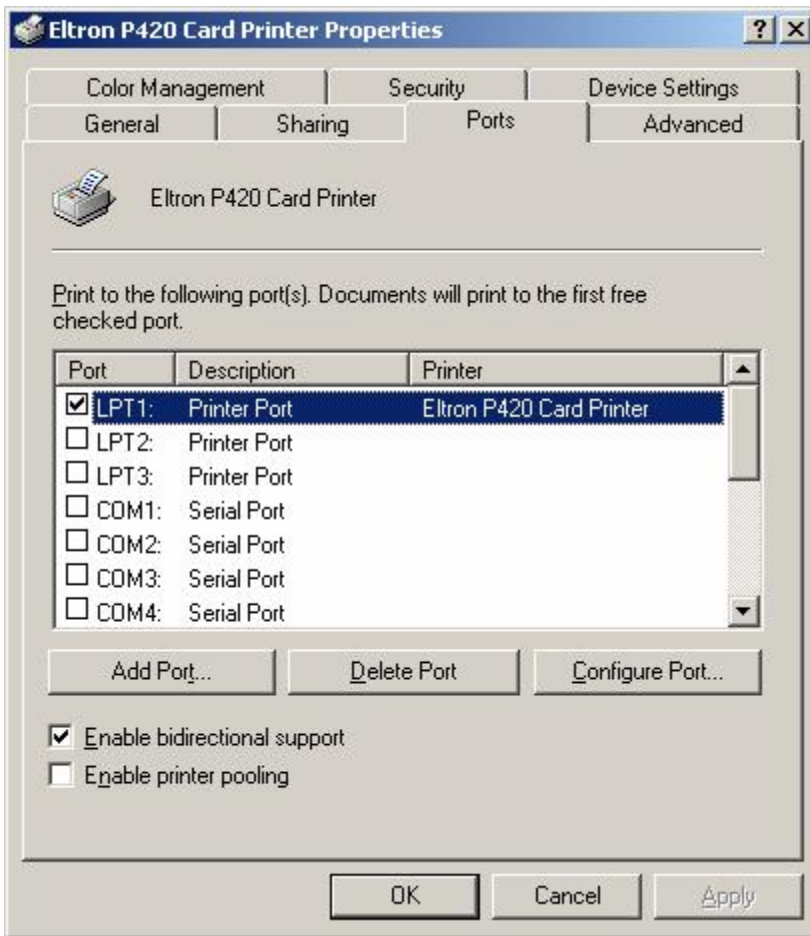 Eltron P420 Card Printer Properties
Color Management Security Device Settings
General Sharing Ports Advanced
Eltron P420 Card Printer
Print to the following port(s). Documents will print to the first free
checked port.
Port Description Printer
LPT1: Printer Port Eltron P420 Card Printer
LPT2: Printer Port
LPT3: Printer Port
COM1: Serial Port
COM2: Serial Port
COM3: Serial Port
COM4: Serial Port
Add Port... Delete Port Configure Port...
Enable bidirectional support
Enable printer pooling
OK Cancel Apply